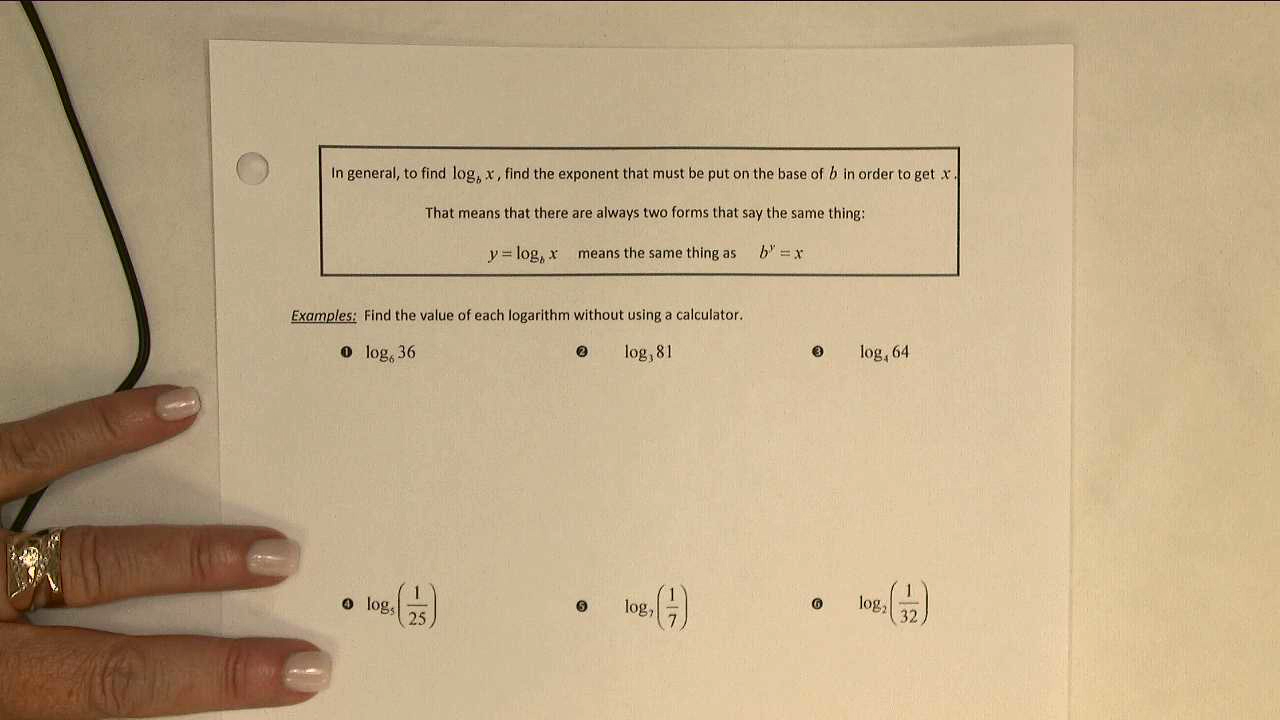 In general, to find log_b x, find the exponent that must be put on the base of b in order to get x.
That means that there are always two forms that say the same thing:
y = log_b x means the same thing as b^y = x
Examples: Find the value of each logarithm without using a calculator.
❶ log_6 36 ❷ log_3 81 ❸ log_4 64
❹ log_5 (1/25) ❺ log_7 (1/7) ❻ log_2 (1/32)